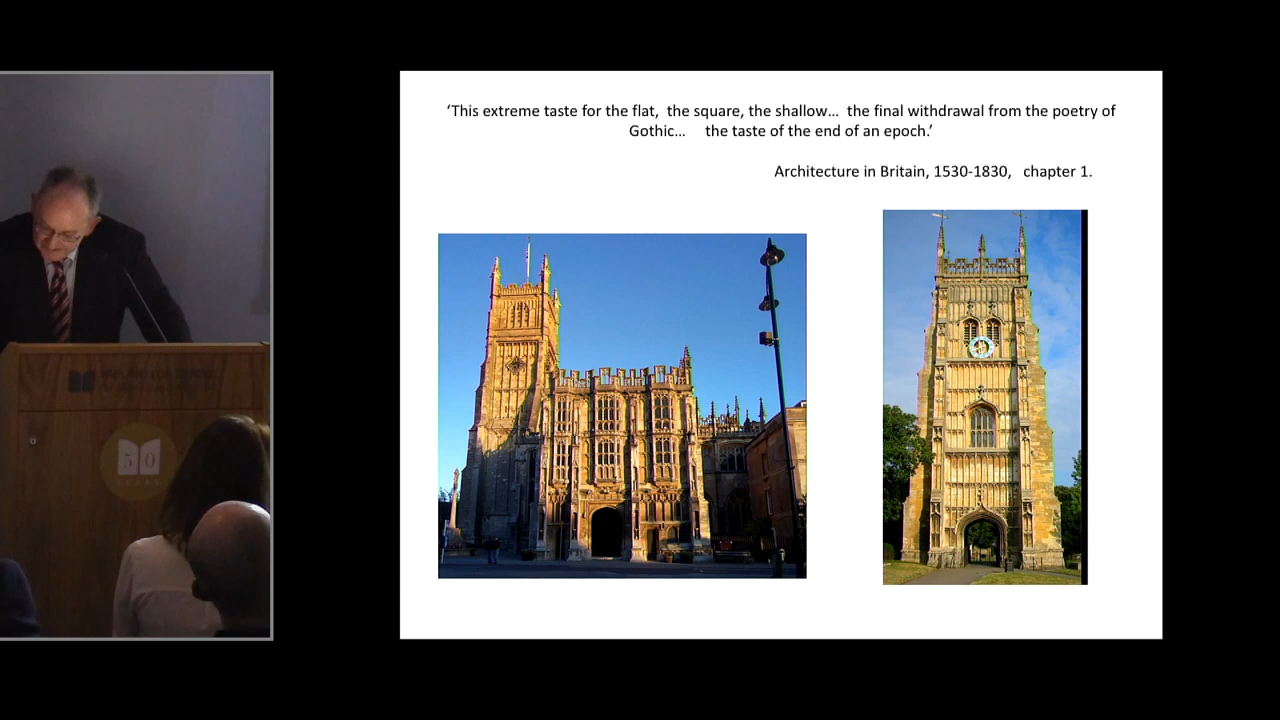 ‘This extreme taste for the flat,  the square, the shallow…  the final withdrawal from the poetry of
Gothic…    the taste of the end of an epoch.’
Architecture in Britain, 1530-1830,   chapter 1.
50